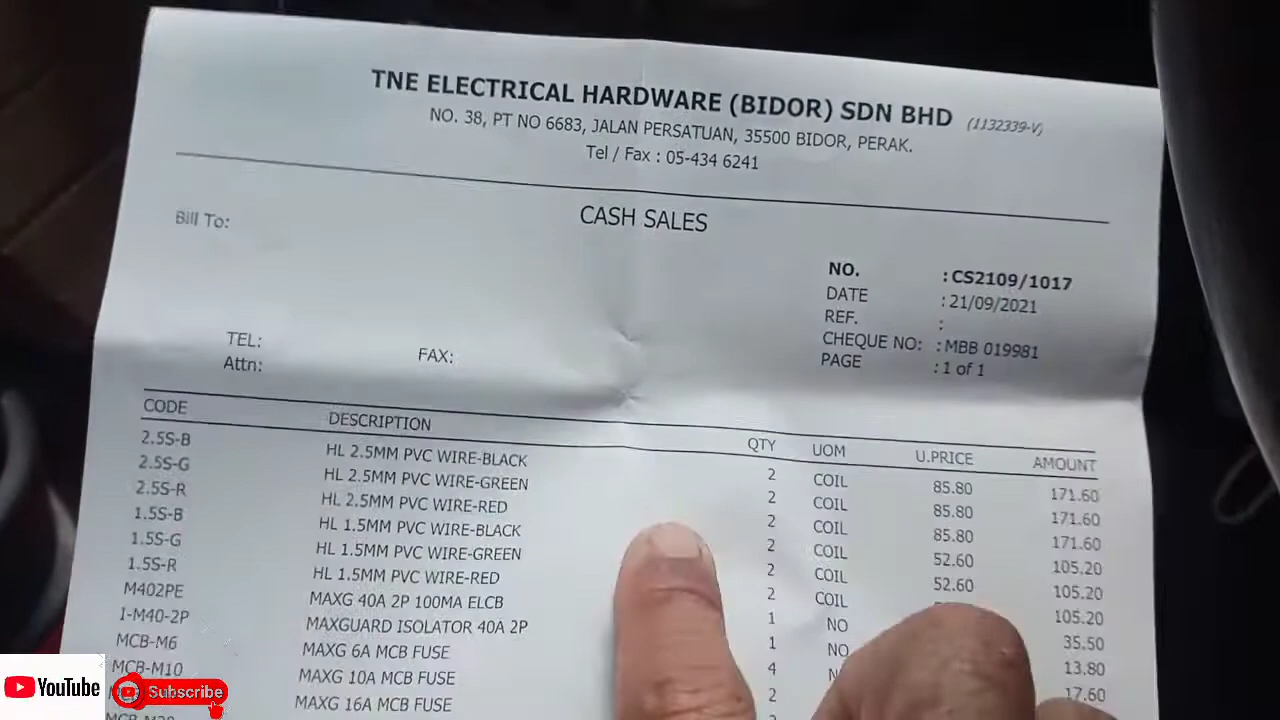 TNE ELECTRICAL HARDWARE (BIDOR) SDN BHD (1132339-V)
NO. 38, PT NO 6683, JALAN PERSATUAN, 35500 BIDOR, PERAK.
Tel / Fax : 05-434 6241
CASH SALES
Bill To:
NO. : CS2109/1017
DATE : 21/09/2021
REF. :
CHEQUE NO: : MBB 019981
PAGE : 1 of 1
TEL:
FAX:
Attn:
CODE DESCRIPTION QTY UOM U.PRICE AMOUNT
2.5S-B HL 2.5MM PVC WIRE-BLACK 2 COIL 85.80 171.60
2.5S-G HL 2.5MM PVC WIRE-GREEN 2 COIL 85.80 171.60
2.5S-R HL 2.5MM PVC WIRE-RED 2 COIL 85.80 171.60
1.5S-B HL 1.5MM PVC WIRE-BLACK 2 COIL 52.60 105.20
1.5S-G HL 1.5MM PVC WIRE-GREEN 2 COIL 52.60 105.20
1.5S-R HL 1.5MM PVC WIRE-RED 2 COIL 105.20
M402PE MAXG 40A 2P 100MA ELCB 1 NO 35.50
I-M40-2P MAXGUARD ISOLATOR 40A 2P 1 NO 13.80
MCB-M6 MAXG 6A MCB FUSE 4 17.60
MCB-M10 MAXG 10A MCB FUSE 2
MAXG 16A MCB FUSE
YouTube
Subscribe